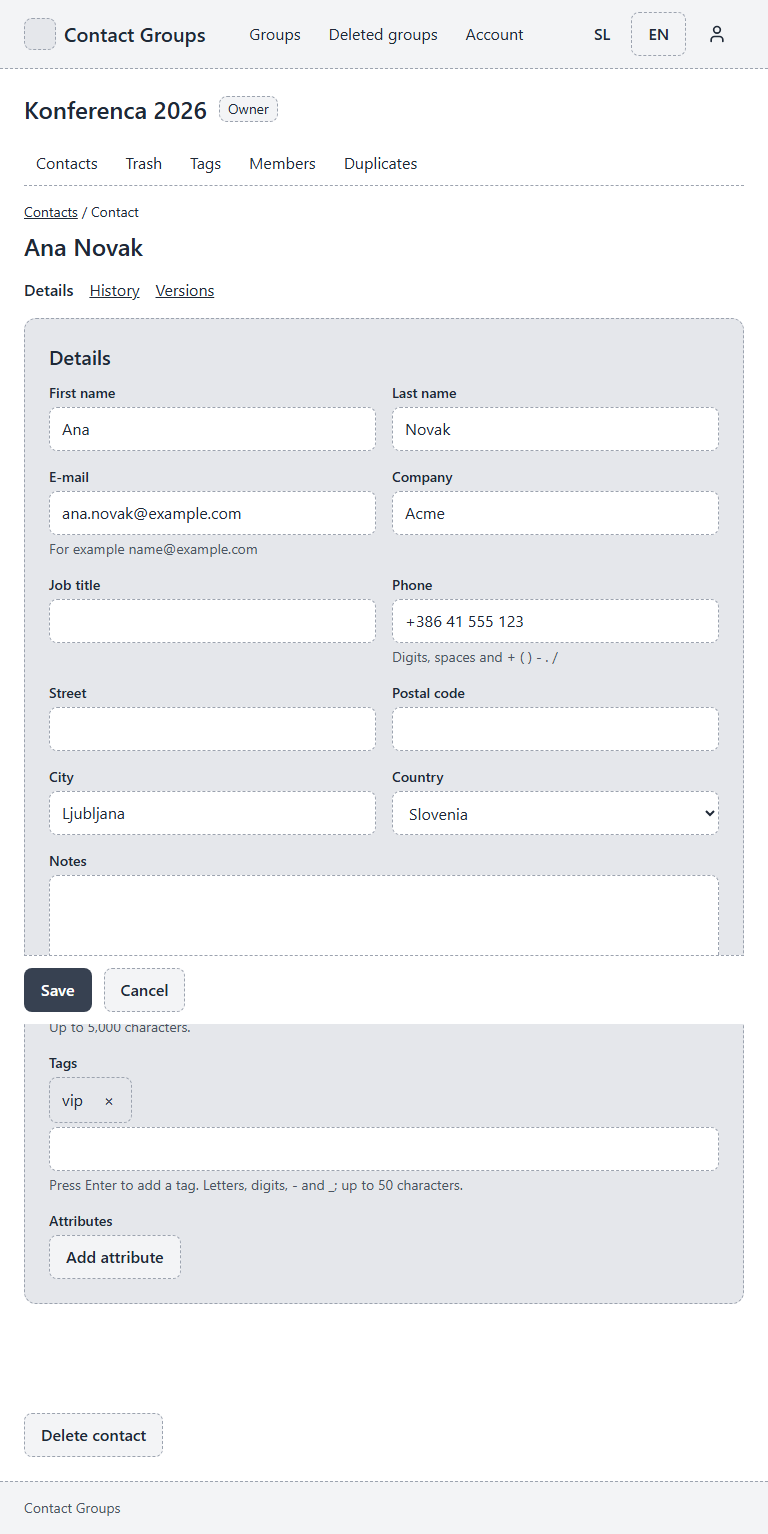 Contact Groups Groups Deleted groups Account SL EN
Konferenca 2026 Owner
Contacts Trash Tags Members Duplicates
Contacts / Contact
Ana Novak
Details History Versions
Details
First name Last name
Ana Novak
E-mail Company
ana.novak@example.com Acme
For example name@example.com
Job title Phone
+386 41 555 123
Digits, spaces and + ( ) - . /
Street Postal code
City Country
Ljubljana Slovenia
Notes
Save Cancel
Up to 5,000 characters.
Tags
vip ×
Press Enter to add a tag. Letters, digits, - and _; up to 50 characters.
Attributes
Add attribute
Delete contact
Contact Groups